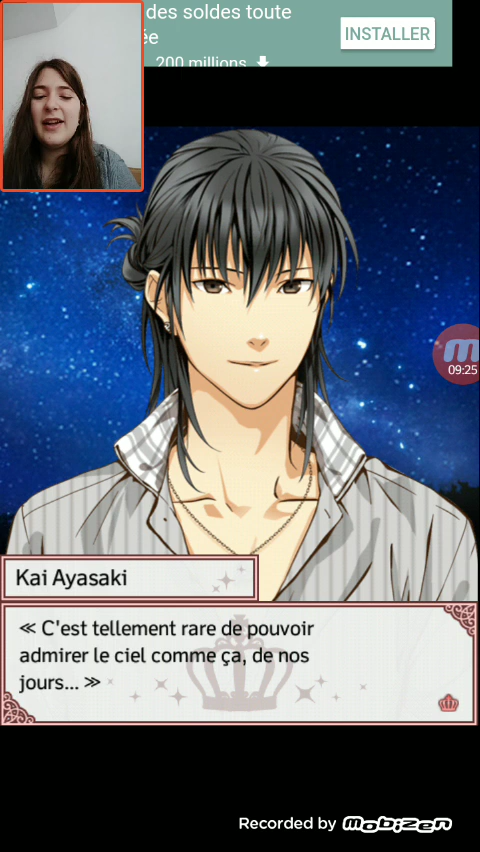 des soldes toute
ée
INSTALLER
200 millions
09:25
Kai Ayasaki
≪ C'est tellement rare de pouvoir
admirer le ciel comme ça, de nos
jours... ≫
Recorded by mobizen